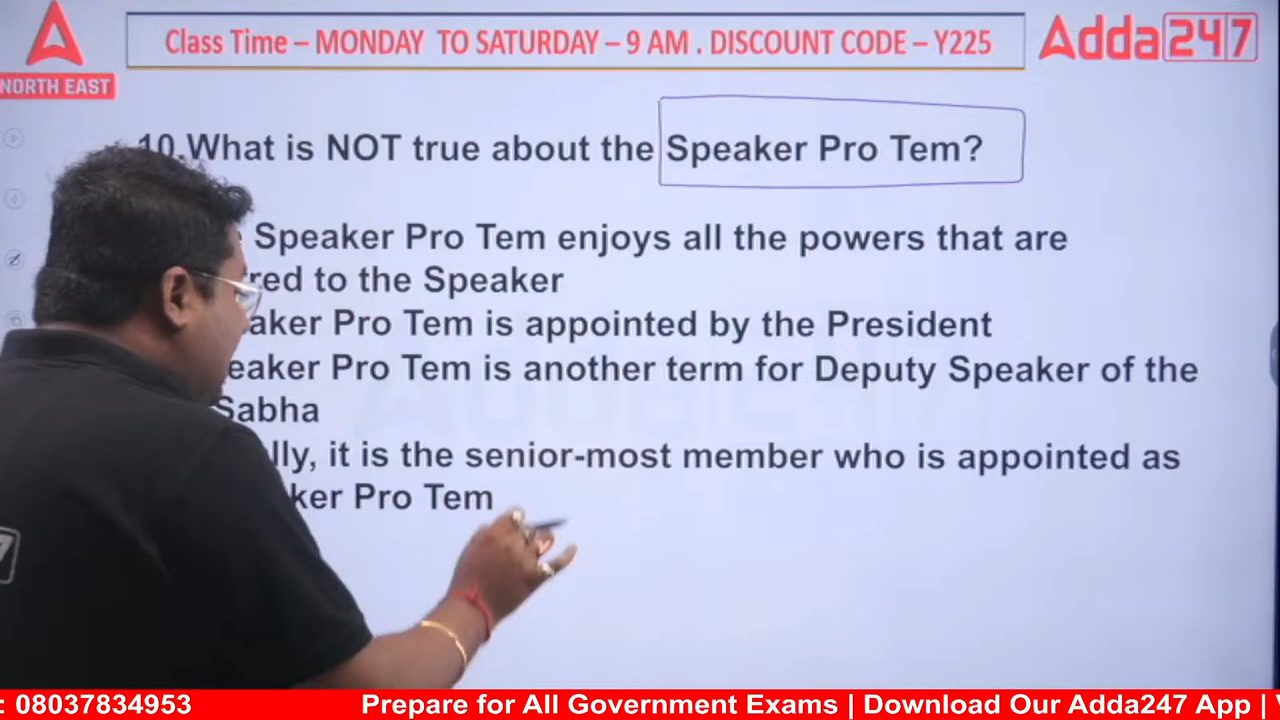 Class Time – MONDAY TO SATURDAY – 9 AM . DISCOUNT CODE – Y225
Adda247
NORTH EAST
10.What is NOT true about the Speaker Pro Tem?
Speaker Pro Tem enjoys all the powers that are
red to the Speaker
aker Pro Tem is appointed by the President
eaker Pro Tem is another term for Deputy Speaker of the
Sabha
lly, it is the senior-most member who is appointed as
ker Pro Tem
7
: 08037834953 Prepare for All Government Exams | Download Our Adda247 App |